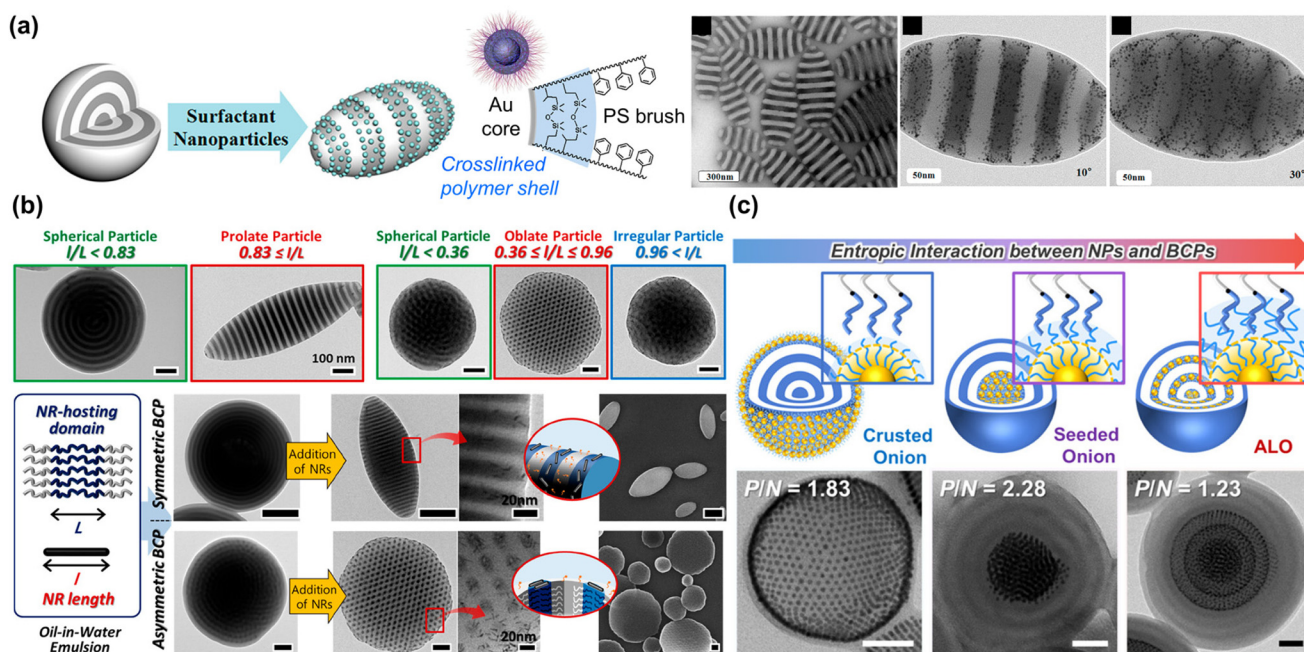 (a)
Surfactant
Nanoparticles
Au
core
PS brush
Crosslinked
polymer shell
Si
O
Si
Si
O
Si
300nm
50nm
10°
50nm
30°
(b)
Spherical Particle
l/L < 0.83
Prolate Particle
0.83 ≤ l/L
Spherical Particle
l/L < 0.36
Oblate Particle
0.36 ≤ l/L ≤ 0.96
Irregular Particle
0.96 < l/L
100 nm
NR-hosting
domain
L
l
NR length
Oil-in-Water
Emulsion
Symmetric BCP
Addition
of NRs
20nm
Asymmetric BCP
Addition
of NRs
20nm
(c)
Entropic Interaction between NPs and BCPs
Crusted
Onion
Seeded
Onion
ALO
P/N = 1.83
P/N = 2.28
P/N = 1.23